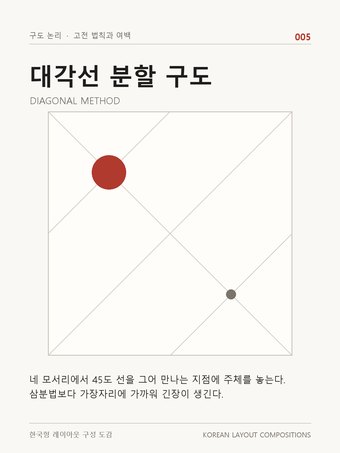 구도 논리 · 고전 법칙과 여백
005
대각선 분할 구도
DIAGONAL METHOD
네 모서리에서 45도 선을 그어 만나는 지점에 주체를 놓는다.
삼분법보다 가장자리에 가까워 긴장이 생긴다.
한국형 레이아웃 구성 도감
KOREAN LAYOUT COMPOSITIONS